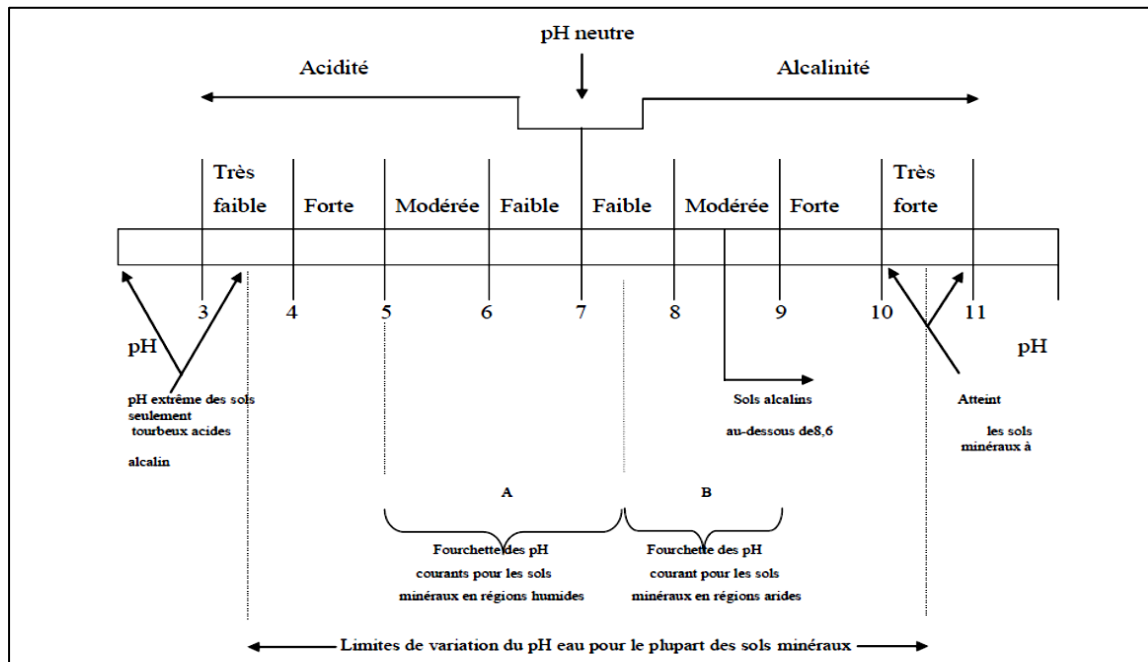 pH neutre
Acidité Alcalinité
Très Très
faible Forte Modérée Faible Faible Modérée Forte forte
3 4 5 6 7 8 9 10 11
pH pH
pH extrême des sols
seulement
tourbeux acides
alcalin
Sols alcalins
au-dessous de8,6
Atteint
les sols
minéraux à
A
Fourchette des pH
courants pour les sols
minéraux en régions humides
B
Fourchette des pH
courant pour les sols
minéraux en régions arides
Limites de variation du pH eau pour le plupart des sols minéraux